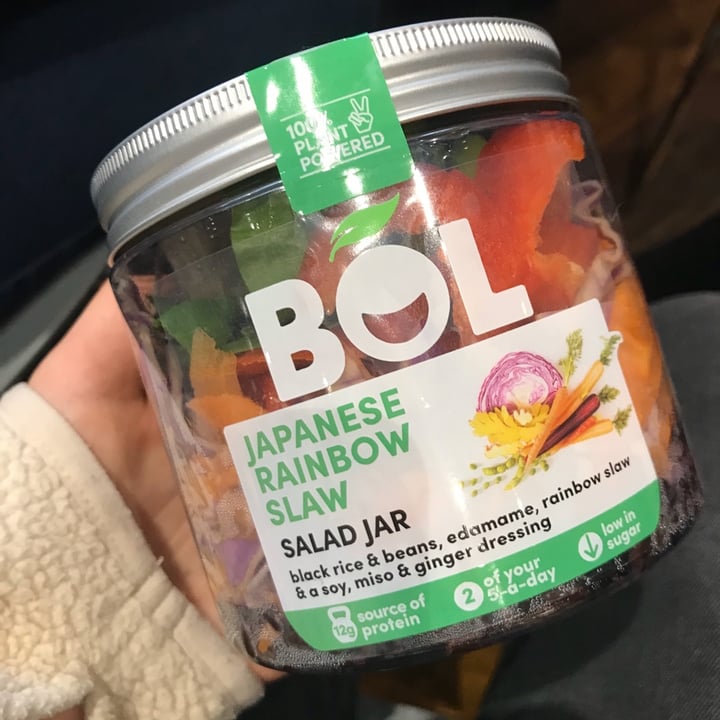 100%
PLANT
POWERED
BOL
JAPANESE
RAINBOW
SLAW
SALAD JAR
black rice & beans, edamame, rainbow slaw
& a soy, miso & ginger dressing
12g source of
protein
2 of your
5-a-day
low in
sugar